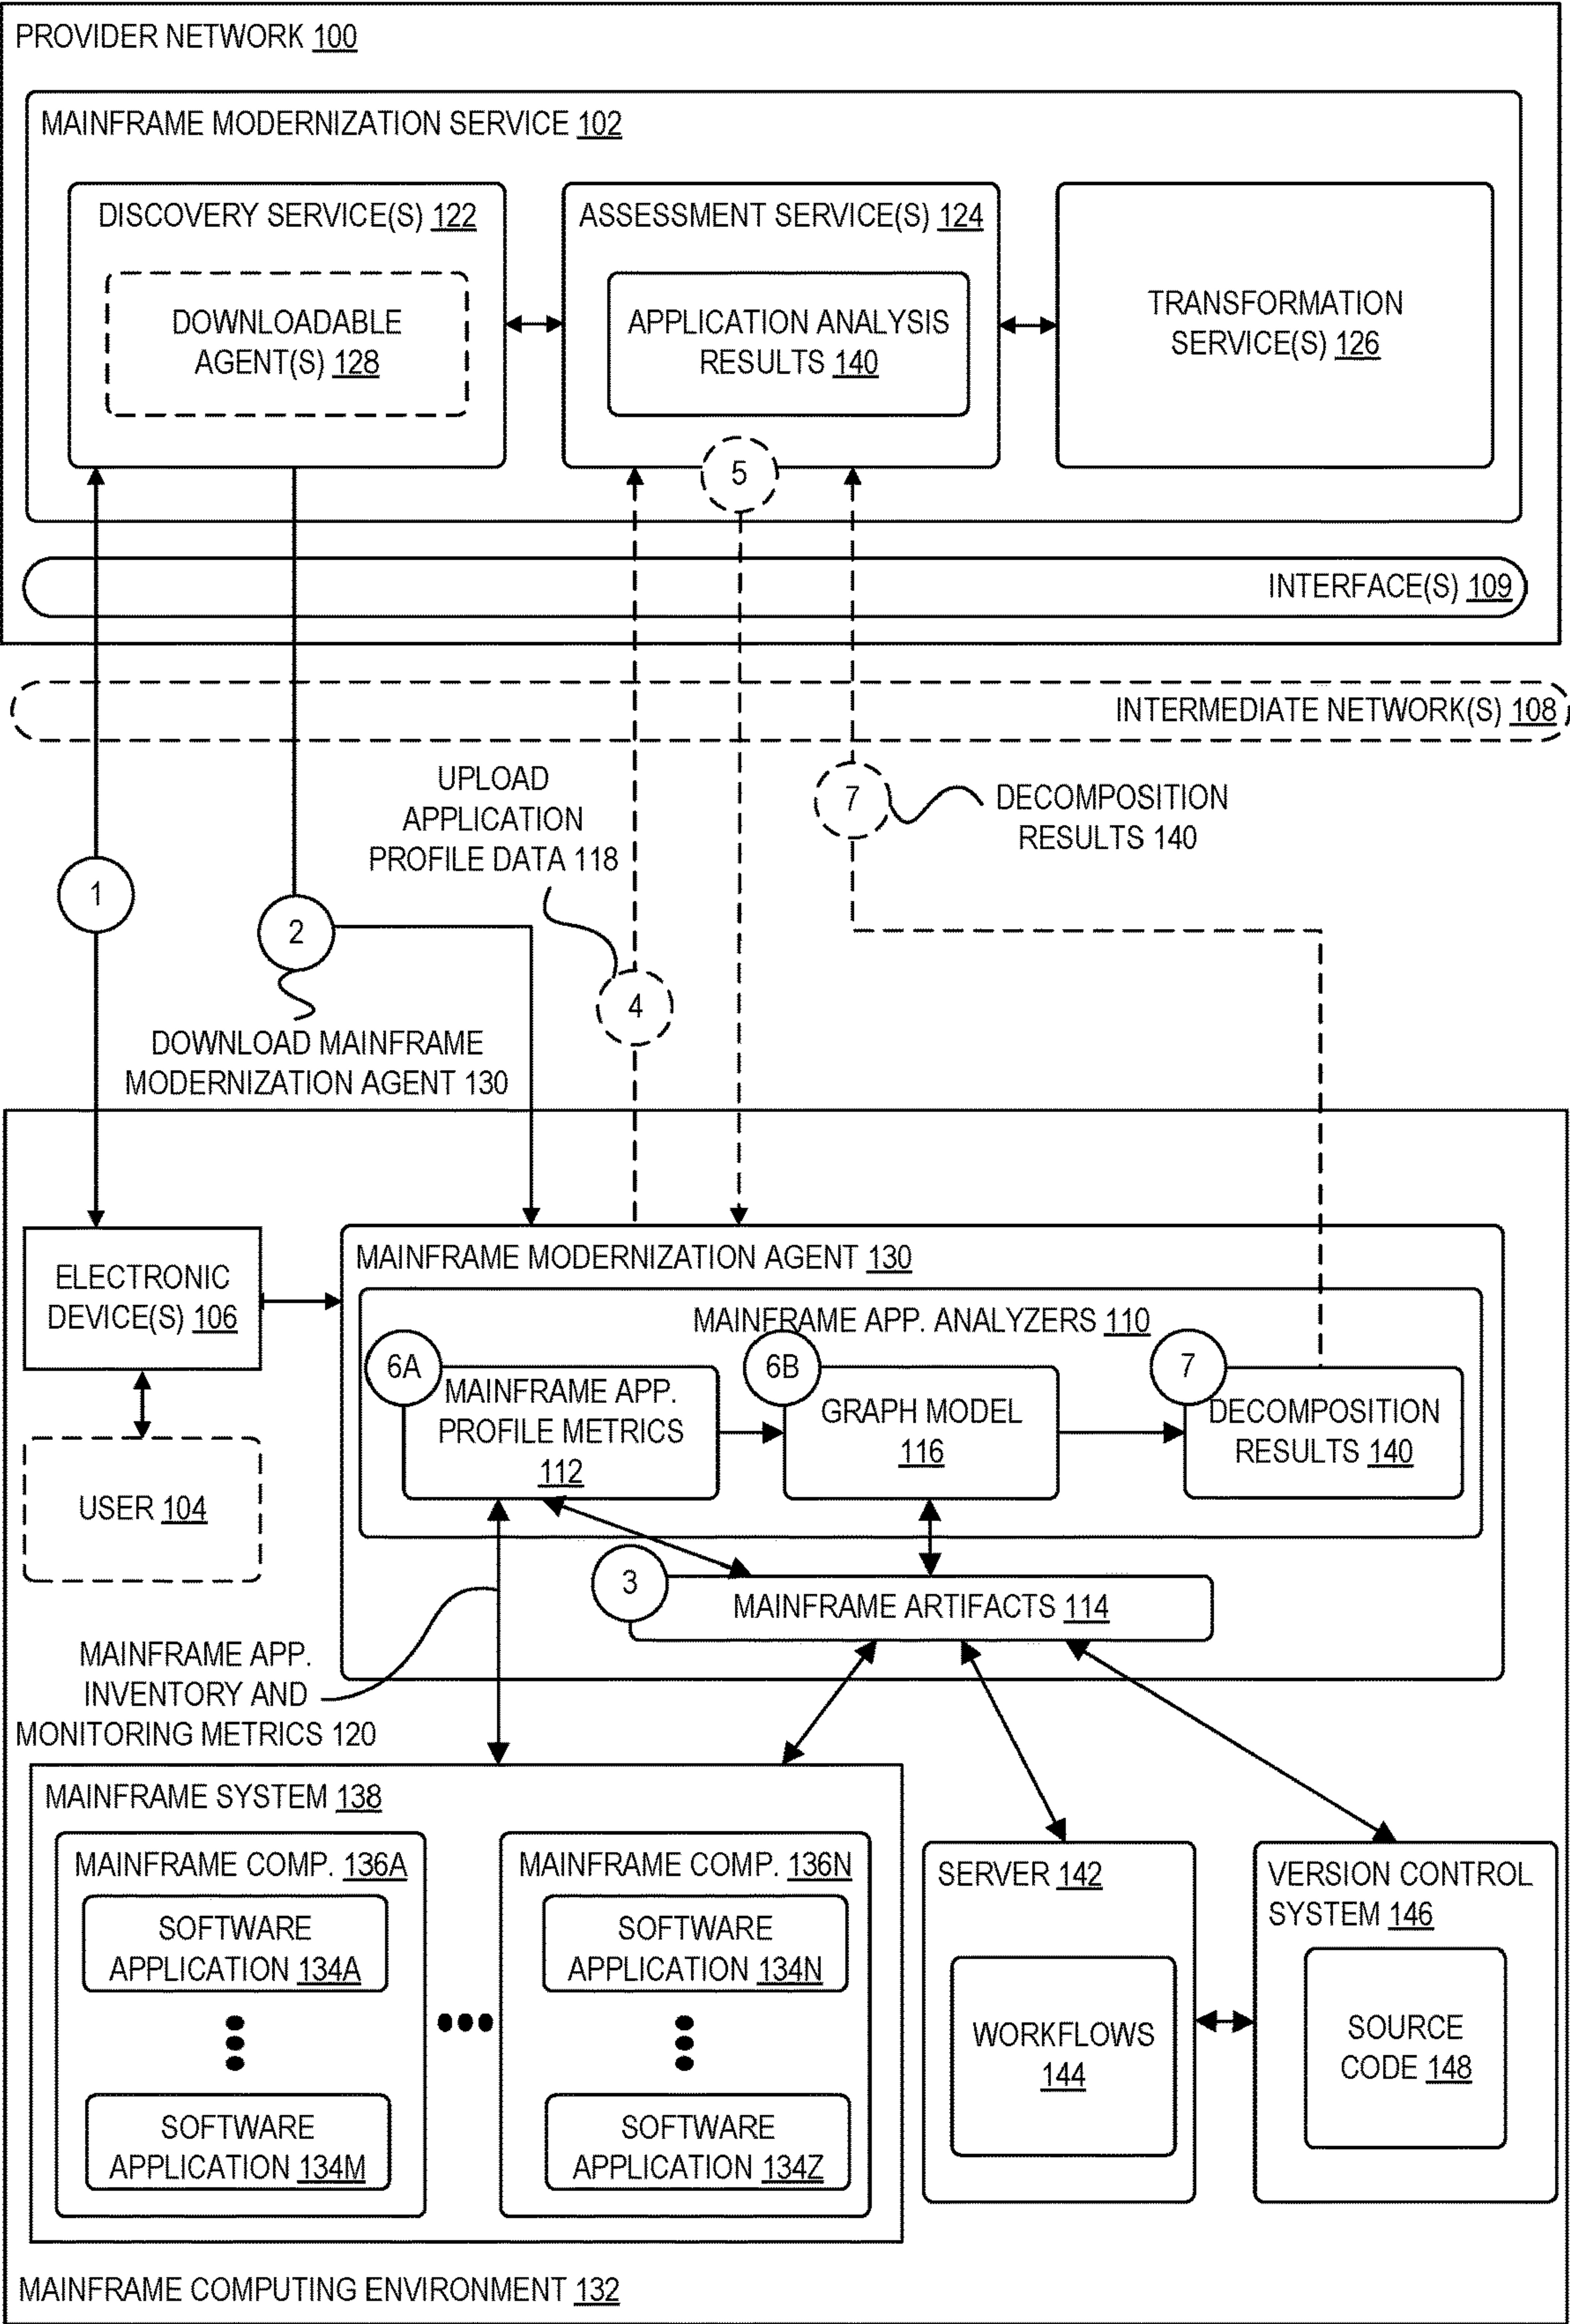 PROVIDER NETWORK 100
MAINFRAME MODERNIZATION SERVICE 102
DISCOVERY SERVICE(S) 122
DOWNLOADABLE
AGENT(S) 128
ASSESSMENT SERVICE(S) 124
APPLICATION ANALYSIS
RESULTS 140
TRANSFORMATION
SERVICE(S) 126
5
INTERFACE(S) 109
INTERMEDIATE NETWORK(S) 108
UPLOAD
APPLICATION
PROFILE DATA 118
7
DECOMPOSITION
RESULTS 140
1
2
4
DOWNLOAD MAINFRAME
MODERNIZATION AGENT 130
ELECTRONIC
DEVICE(S) 106
USER 104
MAINFRAME MODERNIZATION AGENT 130
MAINFRAME APP. ANALYZERS 110
6A
MAINFRAME APP.
PROFILE METRICS
112
6B
GRAPH MODEL
116
7
DECOMPOSITION
RESULTS 140
3
MAINFRAME ARTIFACTS 114
MAINFRAME APP.
INVENTORY AND
MONITORING METRICS 120
MAINFRAME SYSTEM 138
MAINFRAME COMP. 136A
SOFTWARE
APPLICATION 134A
SOFTWARE
APPLICATION 134M
MAINFRAME COMP. 136N
SOFTWARE
APPLICATION 134N
SOFTWARE
APPLICATION 134Z
SERVER 142
WORKFLOWS
144
VERSION CONTROL
SYSTEM 146
SOURCE
CODE 148
MAINFRAME COMPUTING ENVIRONMENT 132